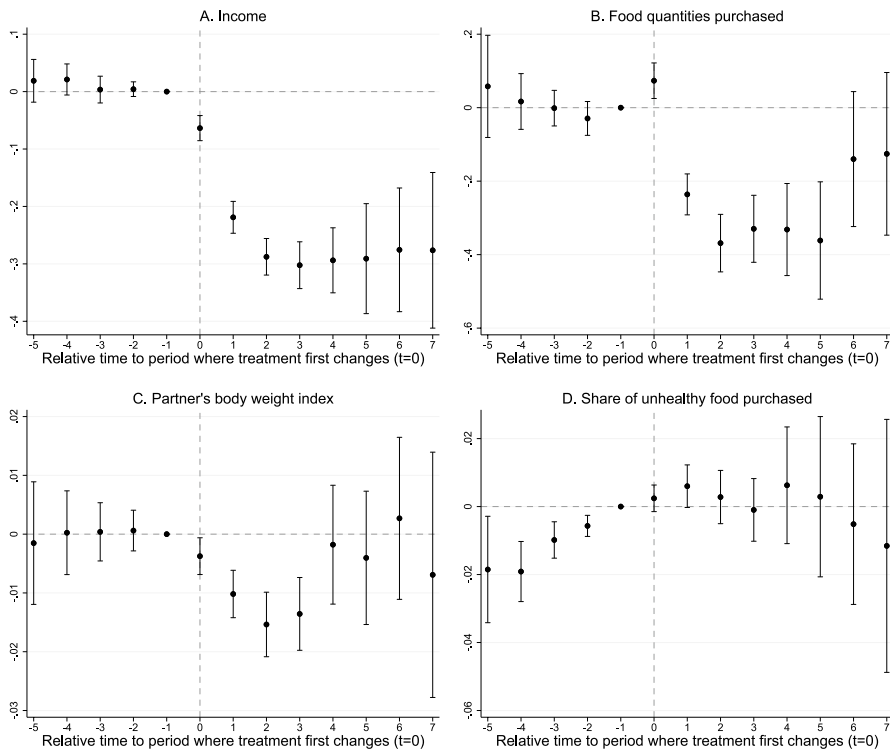 A. Income
.1
0
-.1
-.2
-.3
-.4
-5 -4 -3 -2 -1 0 1 2 3 4 5 6 7
Relative time to period where treatment first changes (t=0)
B. Food quantities purchased
.2
0
-.2
-.4
-.6
-5 -4 -3 -2 -1 0 1 2 3 4 5 6 7
Relative time to period where treatment first changes (t=0)
C. Partner's body weight index
.02
.01
0
-.01
-.02
-.03
-5 -4 -3 -2 -1 0 1 2 3 4 5 6 7
Relative time to period where treatment first changes (t=0)
D. Share of unhealthy food purchased
.02
0
-.02
-.04
-.06
-5 -4 -3 -2 -1 0 1 2 3 4 5 6 7
Relative time to period where treatment first changes (t=0)